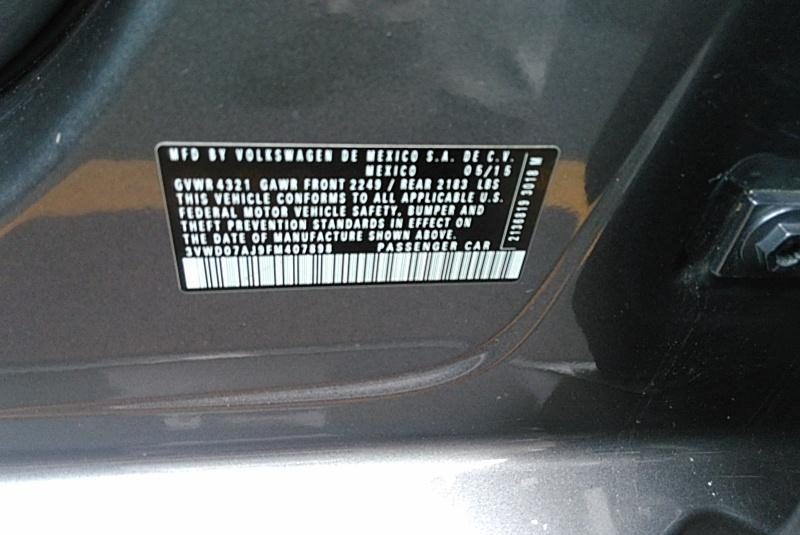 MFD BY VOLKSWAGEN DE MEXICO S.A. DE C.V.
MEXICO 05/15
GVWR 4321 GAWR FRONT 2249 / REAR 2183 LBS
THIS VEHICLE CONFORMS TO ALL APPLICABLE U.S.
FEDERAL MOTOR VEHICLE SAFETY, BUMPER AND
THEFT PREVENTION STANDARDS IN EFFECT ON
THE DATE OF MANUFACTURE SHOWN ABOVE.
3VWD07AJ9FM407898 PASSENGER CAR